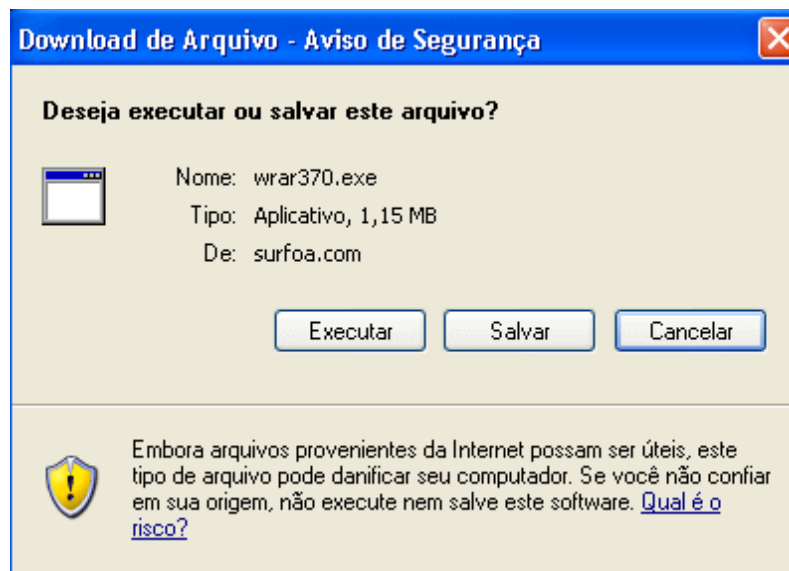 Download de Arquivo - Aviso de Segurança
Deseja executar ou salvar este arquivo?
Nome: wrar370.exe
Tipo: Aplicativo, 1,15 MB
De: surfoa.com
Executar Salvar Cancelar
Embora arquivos provenientes da Internet possam ser úteis, este
tipo de arquivo pode danificar seu computador. Se você não confiar
em sua origem, não execute nem salve este software. Qual é o
risco?